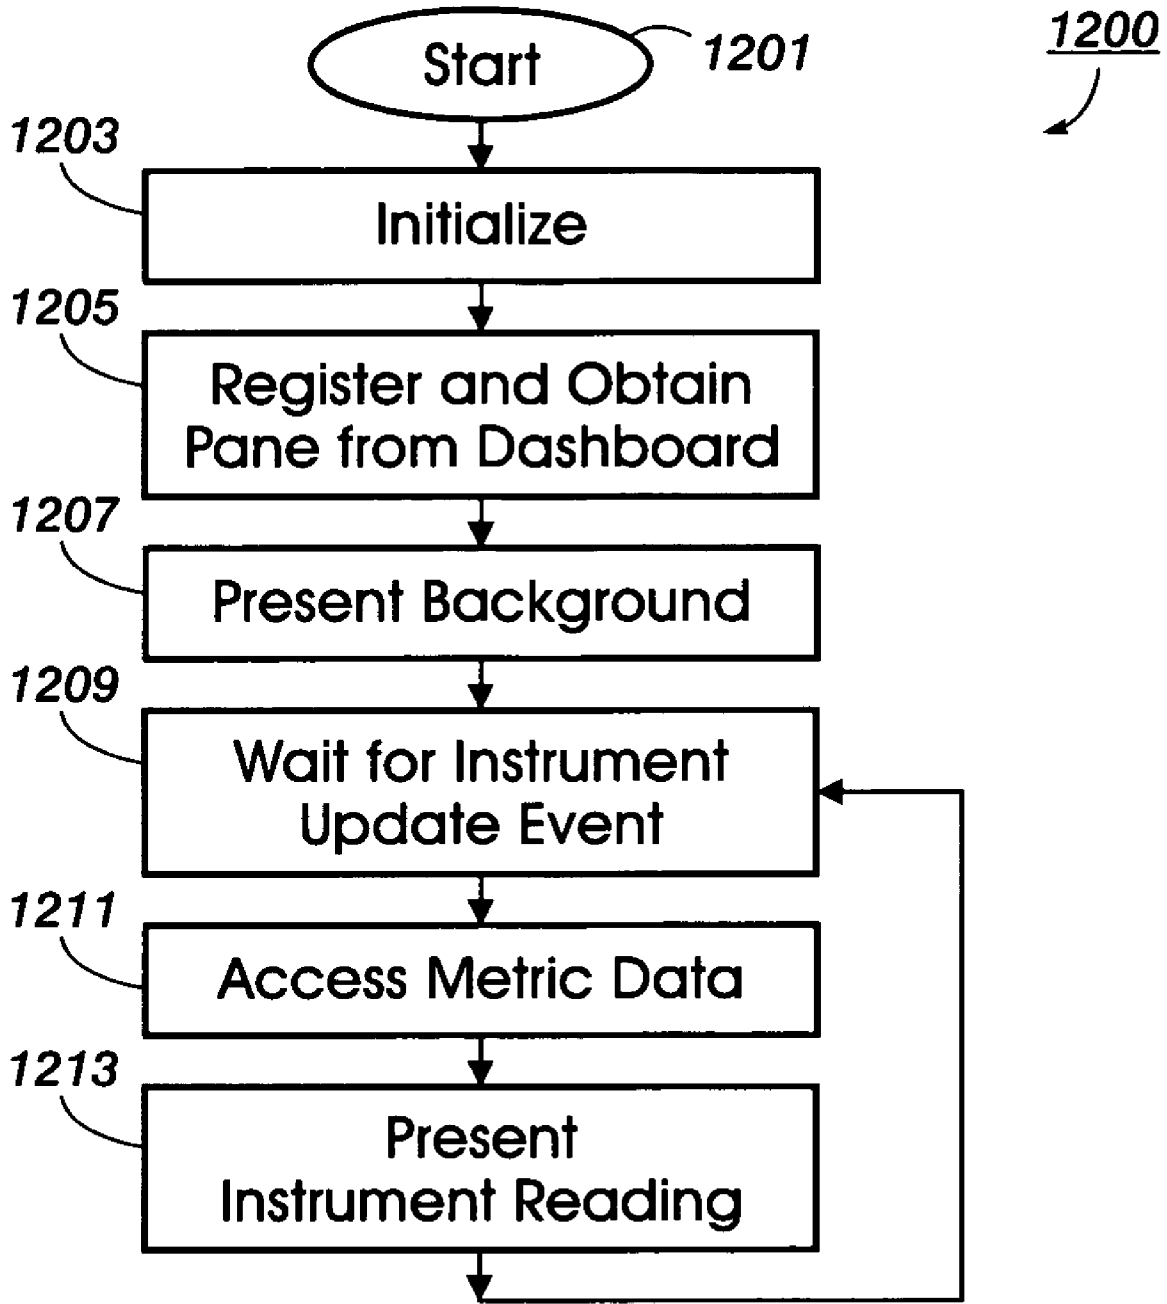 Start
1201
1200
1203
Initialize
1205
Register and Obtain
Pane from Dashboard
1207
Present Background
1209
Wait for Instrument
Update Event
1211
Access Metric Data
1213
Present
Instrument Reading